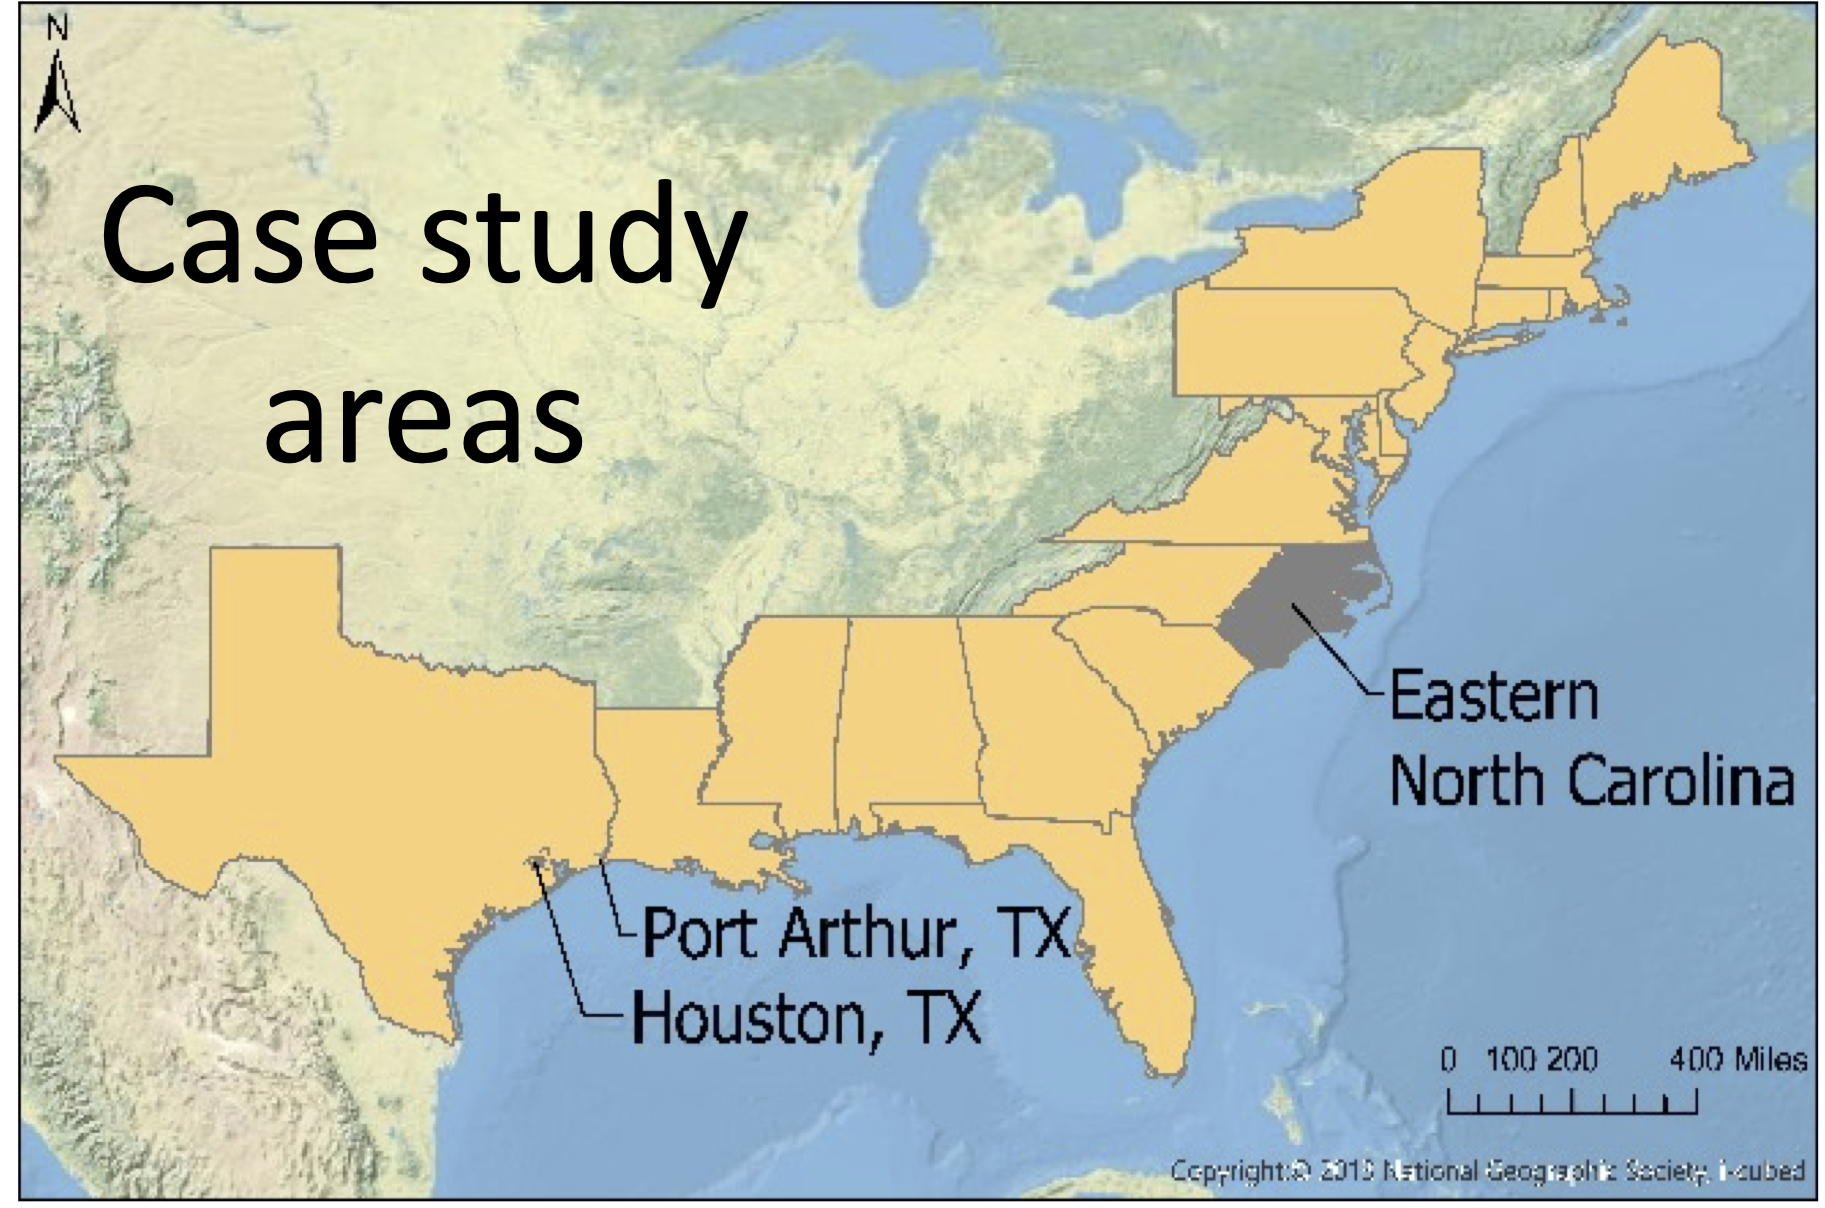 N
Case study
areas
Eastern
North Carolina
Port Arthur, TX
Houston, TX
0 100 200 400 Miles
Copyright:© 2013 National Geographic Society, i-cubed